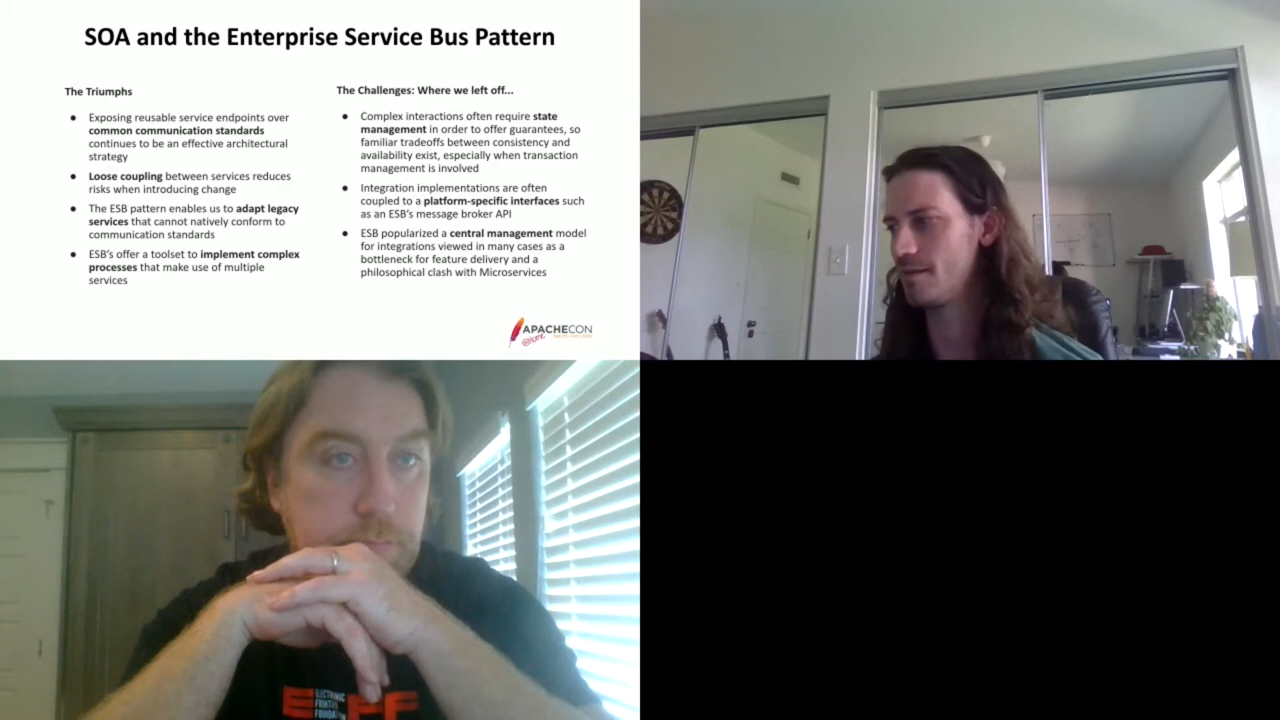 SOA and the Enterprise Service Bus Pattern
The Triumphs
● Exposing reusable service endpoints over
common communication standards
continues to be an effective architectural
strategy
● Loose coupling between services reduces
risks when introducing change
● The ESB pattern enables us to adapt legacy
services that cannot natively conform to
communication standards
● ESB's offer a toolset to implement complex
processes that make use of multiple
services
The Challenges: Where we left off...
● Complex interactions often require state
management in order to offer guarantees, so
familiar tradeoffs between consistency and
availability exist, especially when transaction
management is involved
● Integration implementations are often
coupled to a platform-specific interfaces such
as an ESB's message broker API
● ESB popularized a central management model
for integrations viewed in many cases as a
bottleneck for feature delivery and a
philosophical clash with Microservices
APACHECON
@Home
EFF
ELECTRONIC
FRONTIER
FOUNDATION